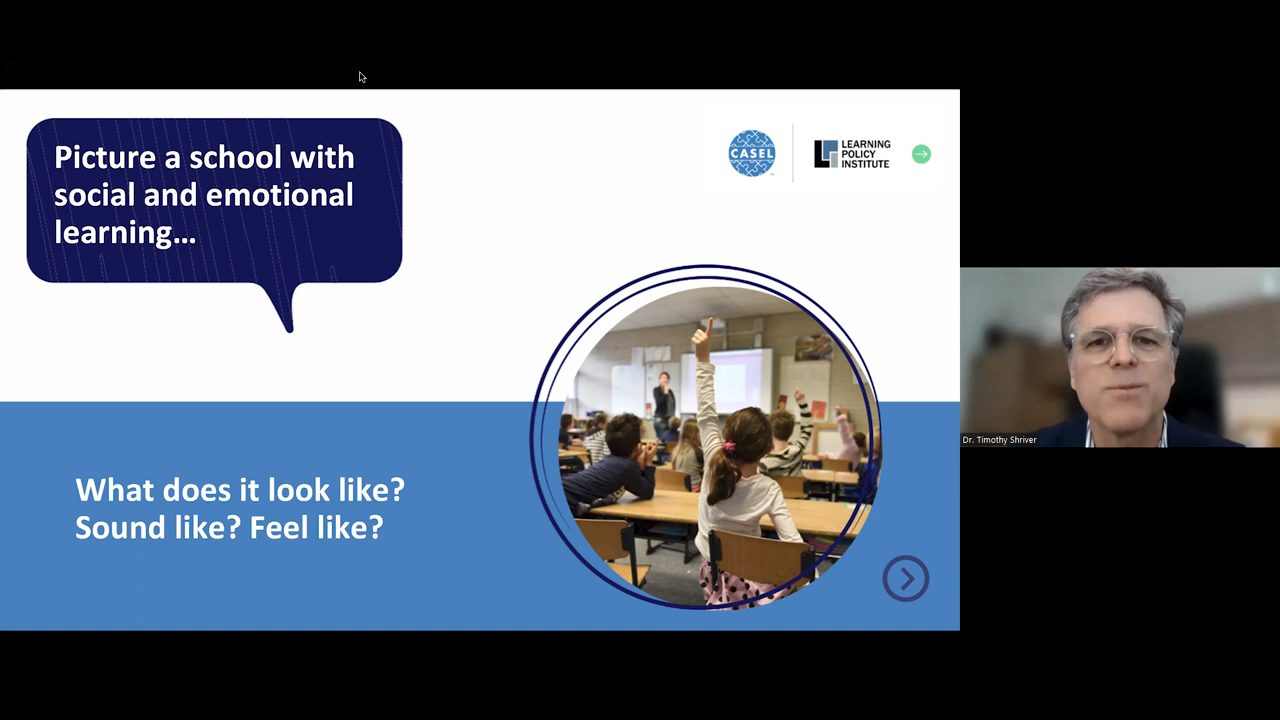 Picture a school with
social and emotional
learning...
CASEL
LEARNING
POLICY
INSTITUTE
What does it look like?
Sound like? Feel like?
Dr. Timothy Shriver